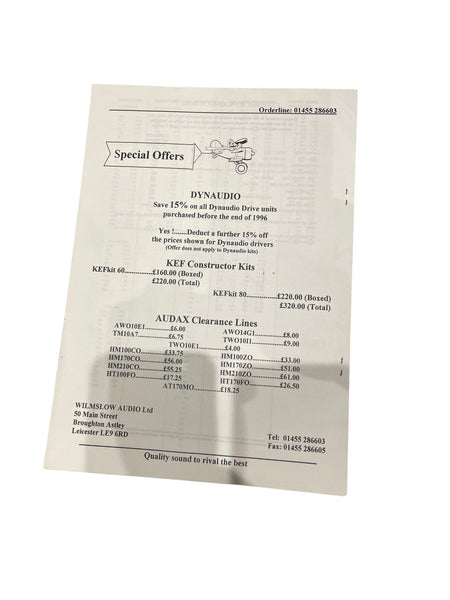 Orderline: 01455 286603
Special Offers
DYNAUDIO
Save 15% on all Dynaudio Drive units
purchased before the end of 1996
Yes !......Deduct a further 15% off
the prices shown for Dynaudio drivers
(Offer does not apply to Dynaudio kits)
KEF Constructor Kits
KEFkit 60..............£160.00 (Boxed)
£220.00 (Total)
KEFkit 80................£220.00 (Boxed)
£320.00 (Total)
AUDAX Clearance Lines
AWO10E1..........£6.00
AWO14G1............£8.00
TM10A7............£6.75
TWO10I1..............£9.00
TWO10E1...........£4.00
HM100CO..........£33.75
HM100ZO............£33.00
HM170CO..........£56.00
HM170ZO............£51.00
HM210CO..........£55.25
HM210ZO............£61.00
HT100FO............£17.25
HT170FO.............£26.50
AT170MO..........£18.25
WILMSLOW AUDIO Ltd
50 Main Street
Broughton Astley
Leicester LE9 6RD
Tel: 01455 286603
Fax: 01455 286605
Quality sound to rival the best